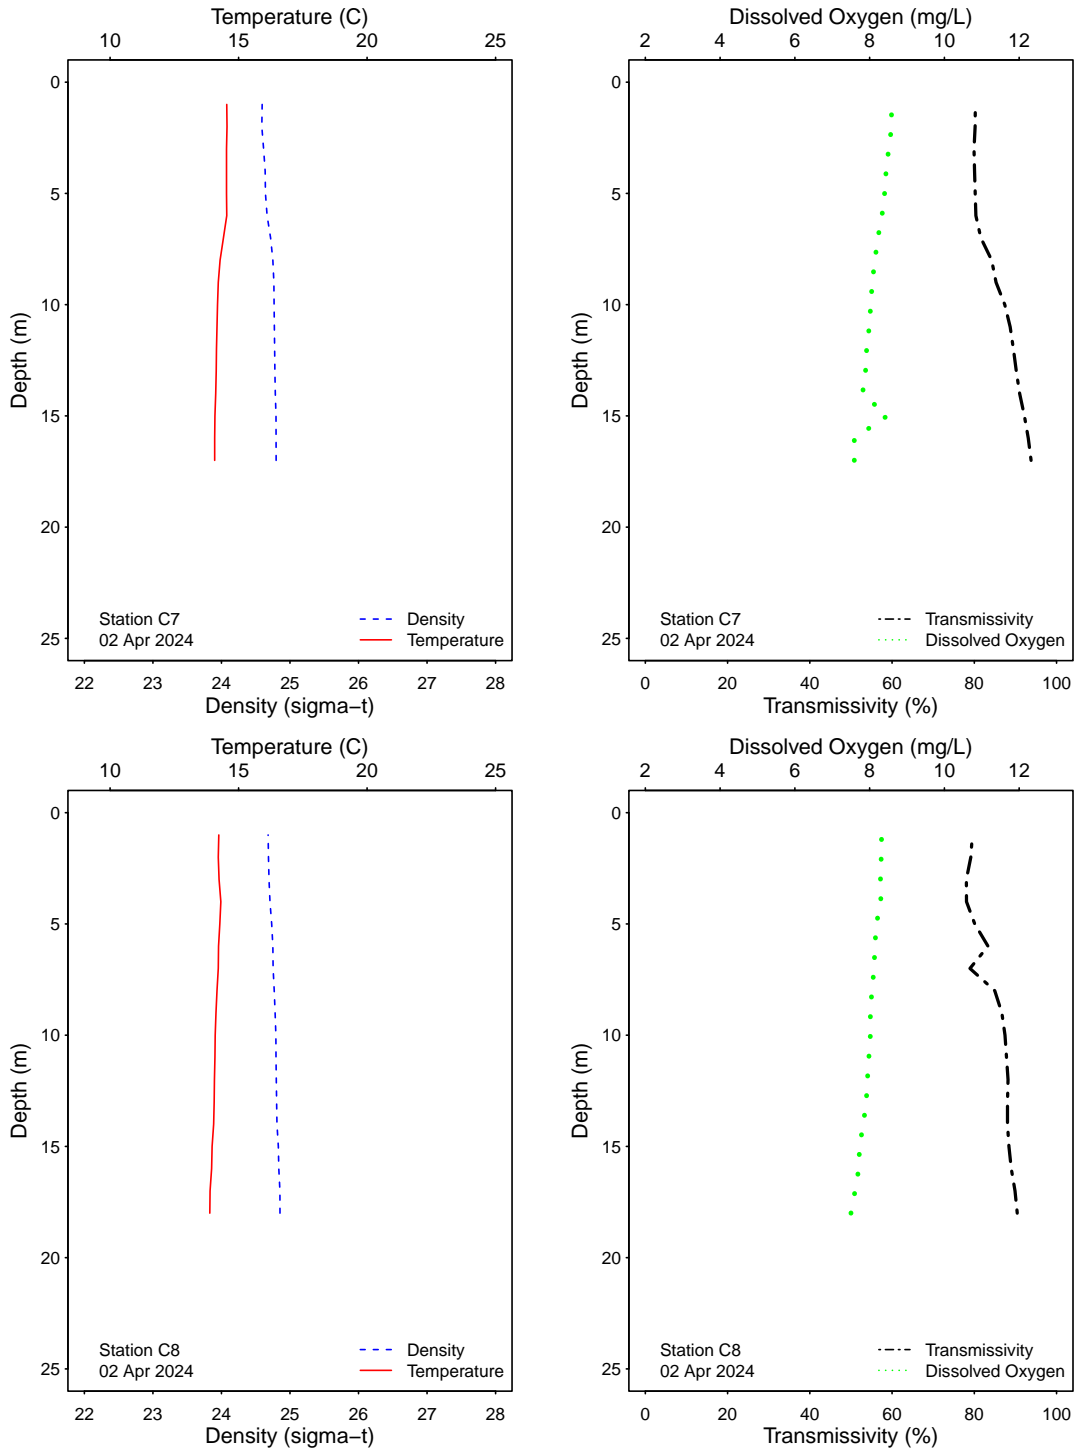 Temperature (C)
10 15 20 25
0
5
10
15
20
25
Depth (m)
Station C7
02 Apr 2024
Density
Temperature
22 23 24 25 26 27 28
Density (sigma−t)
Dissolved Oxygen (mg/L)
2 4 6 8 10 12
0
5
10
15
20
25
Depth (m)
Station C7
02 Apr 2024
Transmissivity
Dissolved Oxygen
0 20 40 60 80 100
Transmissivity (%)
Temperature (C)
10 15 20 25
0
5
10
15
20
25
Depth (m)
Station C8
02 Apr 2024
Density
Temperature
22 23 24 25 26 27 28
Density (sigma−t)
Dissolved Oxygen (mg/L)
2 4 6 8 10 12
0
5
10
15
20
25
Depth (m)
Station C8
02 Apr 2024
Transmissivity
Dissolved Oxygen
0 20 40 60 80 100
Transmissivity (%)